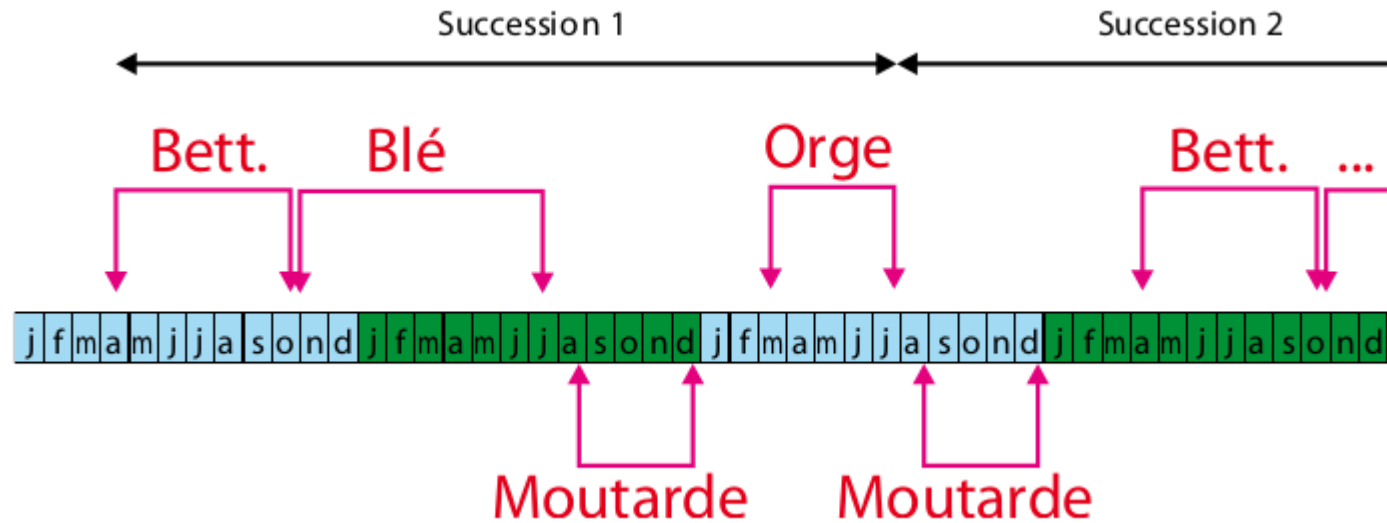 Succession 1 Succession 2
Bett. Blé Orge Bett. ...
j f m a m j j a s o n d j f m a m j j a s o n d j f m a m j j a s o n d j f m a m j j a s o n d
Moutarde Moutarde